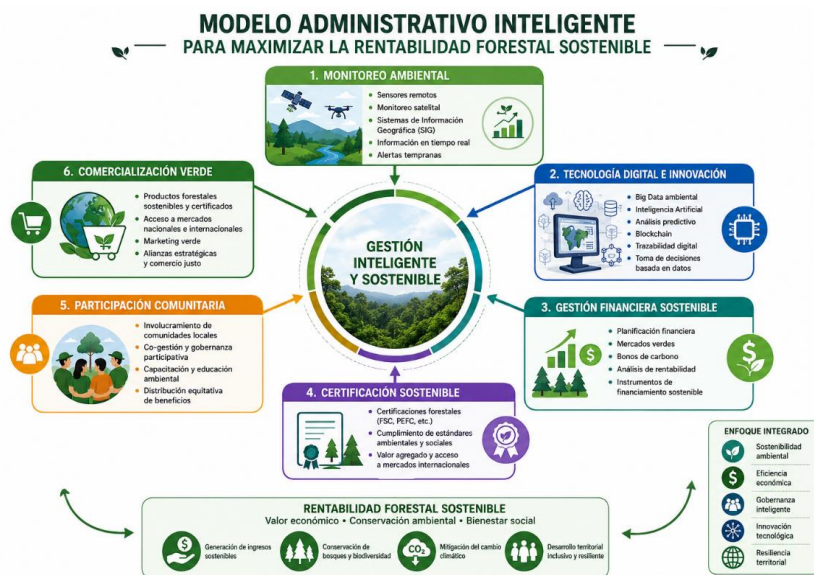 MODELO ADMINISTRATIVO INTELIGENTE
PARA MAXIMIZAR LA RENTABILIDAD FORESTAL SOSTENIBLE
1. MONITOREO AMBIENTAL
Sensores remotos
Monitoreo satelital
Sistemas de Información
Geográfica (SIG)
Información en tiempo real
Alertas tempranas
2. TECNOLOGÍA DIGITAL E INNOVACIÓN
Big Data ambiental
Inteligencia Artificial
Análisis predictivo
Blockchain
Trazabilidad digital
Toma de decisiones
basada en datos
3. GESTIÓN FINANCIERA SOSTENIBLE
Planificación financiera
Mercados verdes
Bonos de carbono
Análisis de rentabilidad
Instrumentos de
financiamiento sostenible
$
$
4. CERTIFICACIÓN SOSTENIBLE
Certificaciones forestales
(FSC, PEFC, etc.)
Cumplimiento de estándares
ambientales y sociales
Valor agregado y acceso
a mercados internacionales
5. PARTICIPACIÓN COMUNITARIA
Involucramiento de
comunidades locales
Co-gestión y gobernanza
participativa
Capacitación y educación
ambiental
Distribución equitativa
de beneficios
6. COMERCIALIZACIÓN VERDE
Productos forestales
sostenibles y certificados
Acceso a mercados
nacionales e internacionales
Marketing verde
Alianzas estratégicas
y comercio justo
GESTIÓN
INTELIGENTE
Y SOSTENIBLE
ENFOQUE INTEGRADO
Sostenibilidad
ambiental
$
Eficiencia
económica
Gobernanza
inteligente
Innovación
tecnológica
Resiliencia
territorial
RENTABILIDAD FORESTAL SOSTENIBLE
Valor económico • Conservación ambiental • Bienestar social
$
Generación de ingresos
sostenibles
Conservación de
bosques y biodiversidad
CO₂
Mitigación del cambio
climático
Desarrollo territorial
inclusivo y resiliente